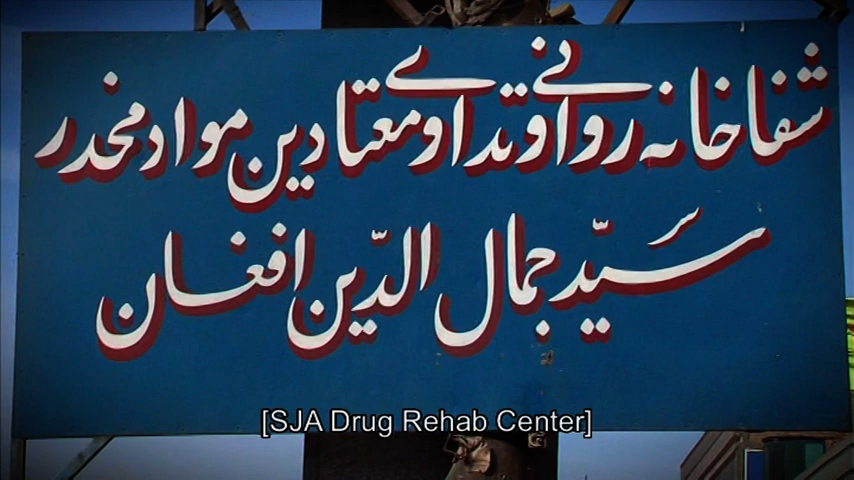 شفاخانه روانی و تداوی معتادین مواد مخدر
سیّد جمال الدّین افغان
[SJA Drug Rehab Center]